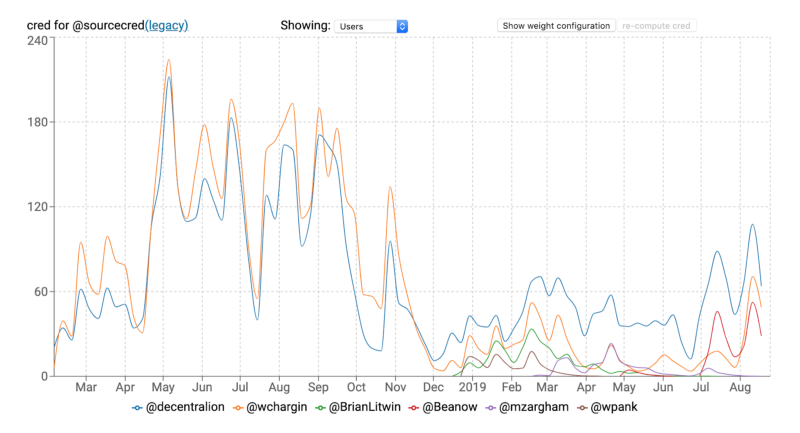 cred for @sourcecred(legacy) Showing: Users Show weight configuration re-compute cred
240
180
120
60
0
Mar Apr May Jun Jul Aug Sep Oct Nov Dec 2019 Feb Mar Apr May Jun Jul Aug
@decentralion @wchargin @BrianLitwin @Beanow @mzargham @wpank